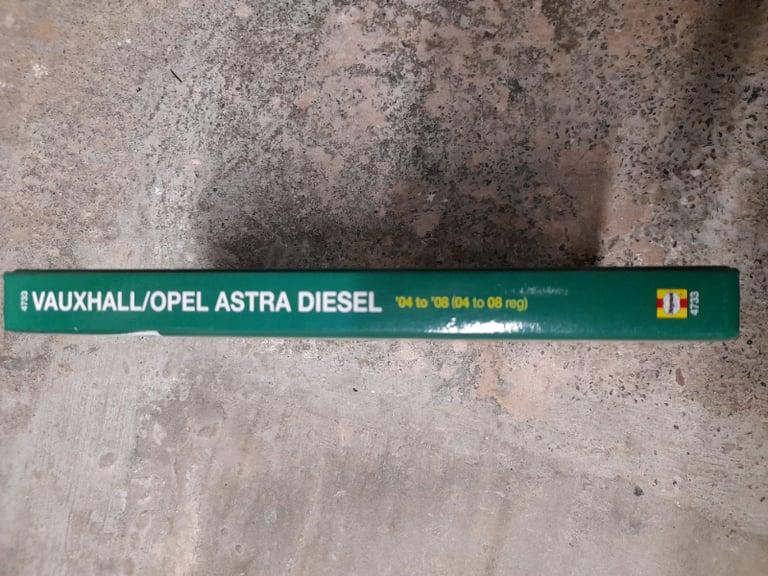 4733 VAUXHALL/OPEL ASTRA DIESEL '04 to '08 (04 to 08 reg) 4733